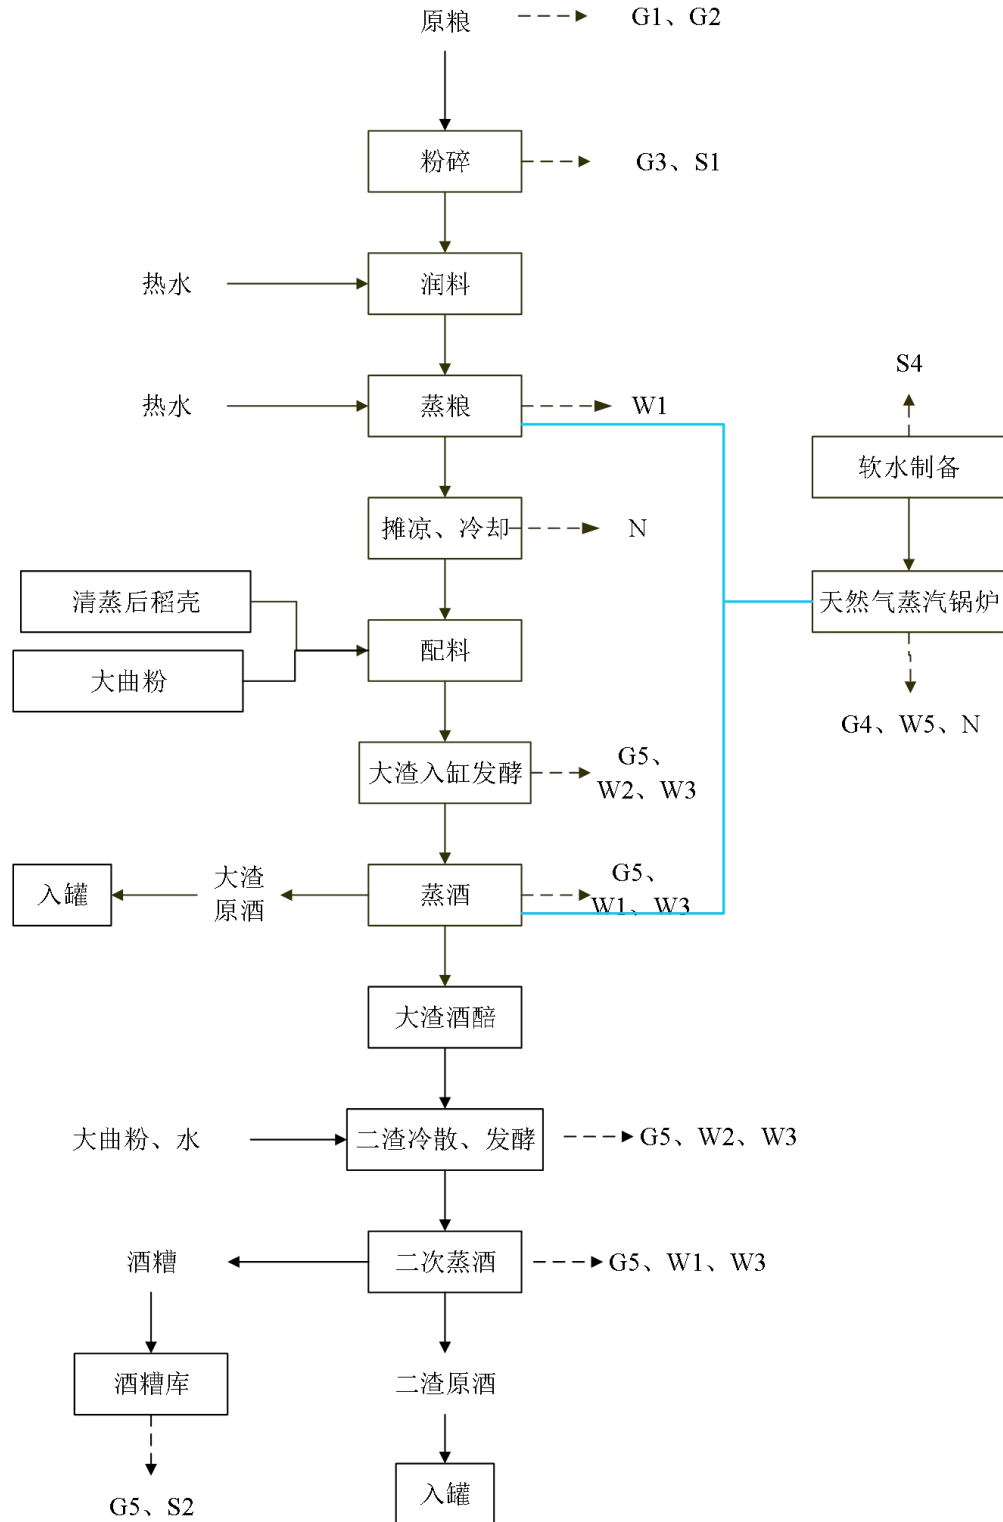 原粮
G1、G2
粉碎
G3、S1
热水
润料
热水
蒸粮
W1
S4
软水制备
摊凉、冷却
N
清蒸后稻壳
大曲粉
配料
天然气蒸汽锅炉
G4、W5、N
大渣入缸发酵
G5、
W2、W3
入罐
大渣
原酒
蒸酒
G5、
W1、W3
大渣酒醅
大曲粉、水
二渣冷散、发酵
G5、W2、W3
酒糟
二次蒸酒
G5、W1、W3
酒糟库
二渣原酒
G5、S2
入罐